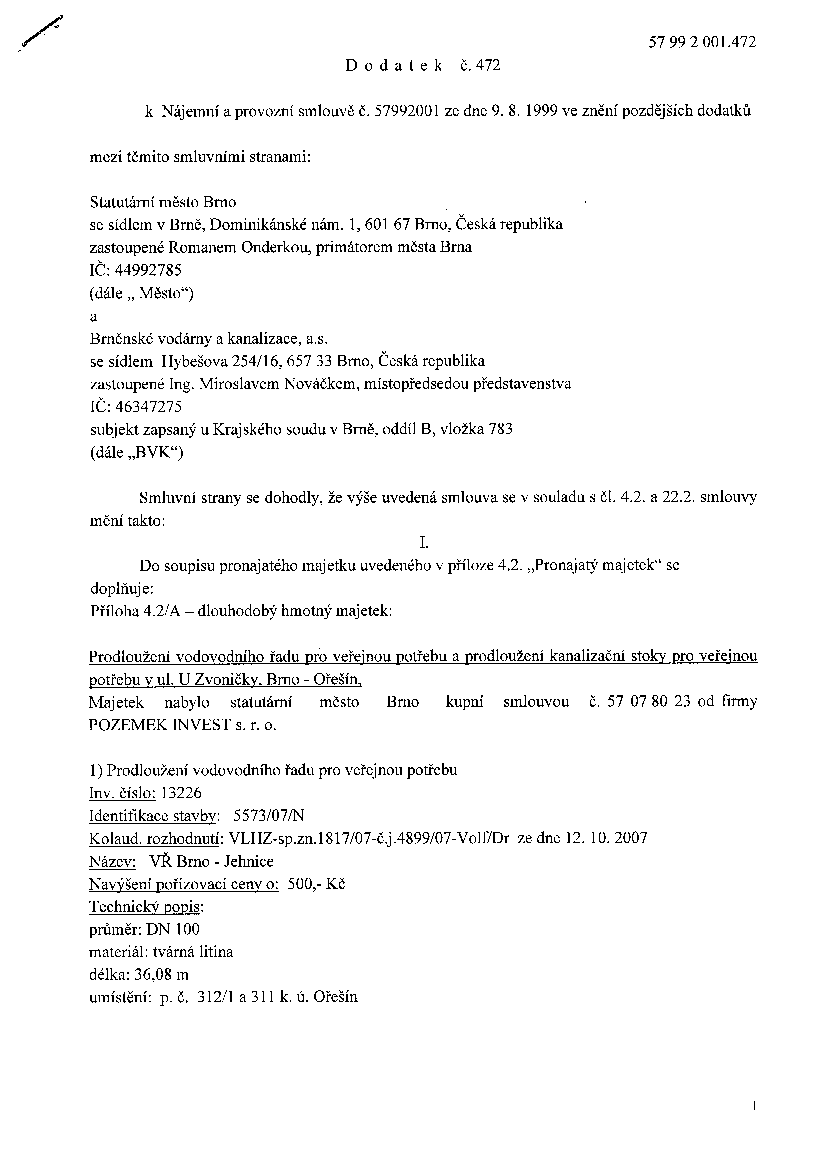 57 99 2 001.472
D o d a t e k č. 472
k Nájemní a provozní smlouvě č. 57992001 ze dne 9. 8. 1999 ve znění pozdějších dodatků
mezi těmito smluvními stranami:
Statutární město Brno
se sídlem v Brně, Dominikánské nám. 1, 601 67 Brno, Česká republika
zastoupené Romanem Onderkou, primátorem města Brna
IČ: 44992785
(dále „ Město“)
a
Brněnské vodárny a kanalizace, a.s.
se sídlem Hybešova 254/16, 657 33 Brno, Česká republika
zastoupené Ing. Miroslavem Nováčkem, místopředsedou představenstva
IČ: 46347275
subjekt zapsaný u Krajského soudu v Brně, oddíl B, vložka 783
(dále „BVK“)
Smluvní strany se dohodly, že výše uvedená smlouva se v souladu s čl. 4.2. a 22.2. smlouvy
mění takto:
I.
Do soupisu pronajatého majetku uvedeného v příloze 4.2. „Pronajatý majetek“ se
doplňuje:
Příloha 4.2/A – dlouhodobý hmotný majetek:
Prodloužení vodovodního řadu pro veřejnou potřebu a prodloužení kanalizační stoky pro veřejnou
potřebu v ul. U Zvoničky, Brno - Ořešín,
Majetek nabylo statutární město Brno kupní smlouvou č. 57 07 80 23 od firmy
POZEMEK INVEST s. r. o.
1) Prodloužení vodovodního řadu pro veřejnou potřebu
Inv. číslo: 13226
Identifikace stavby: 5573/07/N
Kolaud. rozhodnutí: VLHZ-sp.zn.1817/07-č.j.4899/07-Volf/Dr ze dne 12. 10. 2007
Název: VŘ Brno - Jehnice
Navýšení pořizovací ceny o: 500,- Kč
Technický popis:
průměr: DN 100
materiál: tvárná litina
délka: 36,08 m
umístění: p. č. 312/1 a 311 k. ú. Ořešín
1